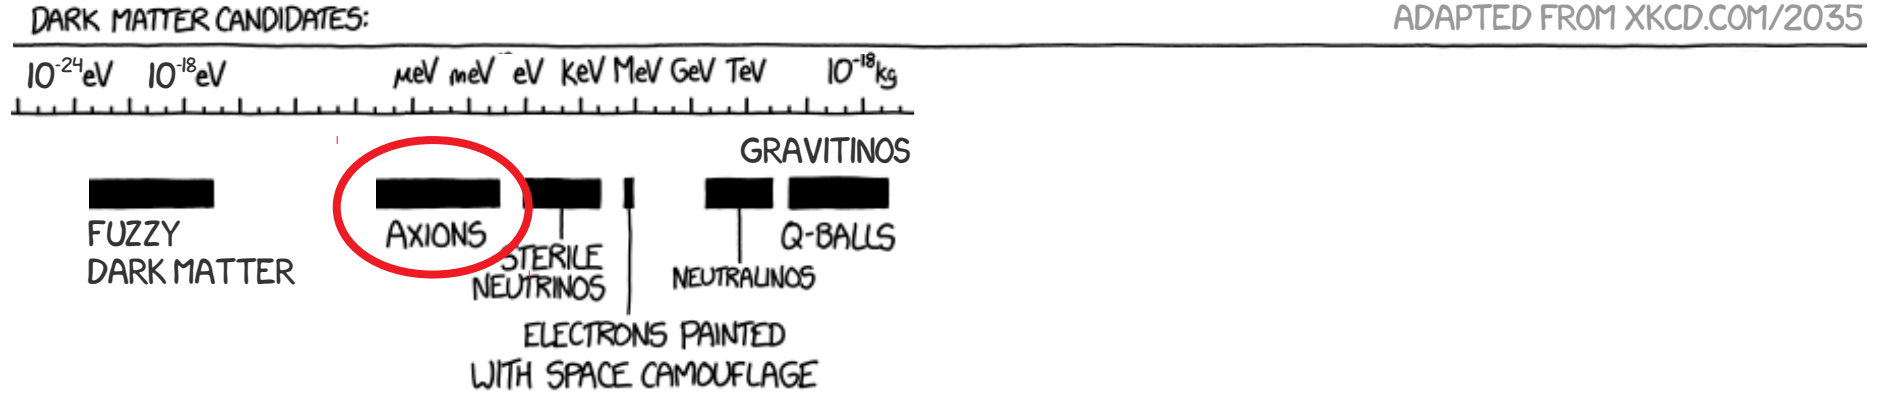 DARK MATTER CANDIDATES:
ADAPTED FROM XKCD.COM/2035
10⁻²⁴eV 10⁻¹⁸eV μeV meV eV keV MeV GeV TeV 10⁻¹⁸kg
GRAVITINOS
FUZZY
DARK MATTER
AXIONS
STERILE
NEUTRINOS
ELECTRONS PAINTED
WITH SPACE CAMOUFLAGE
NEUTRALINOS
Q-BALLS